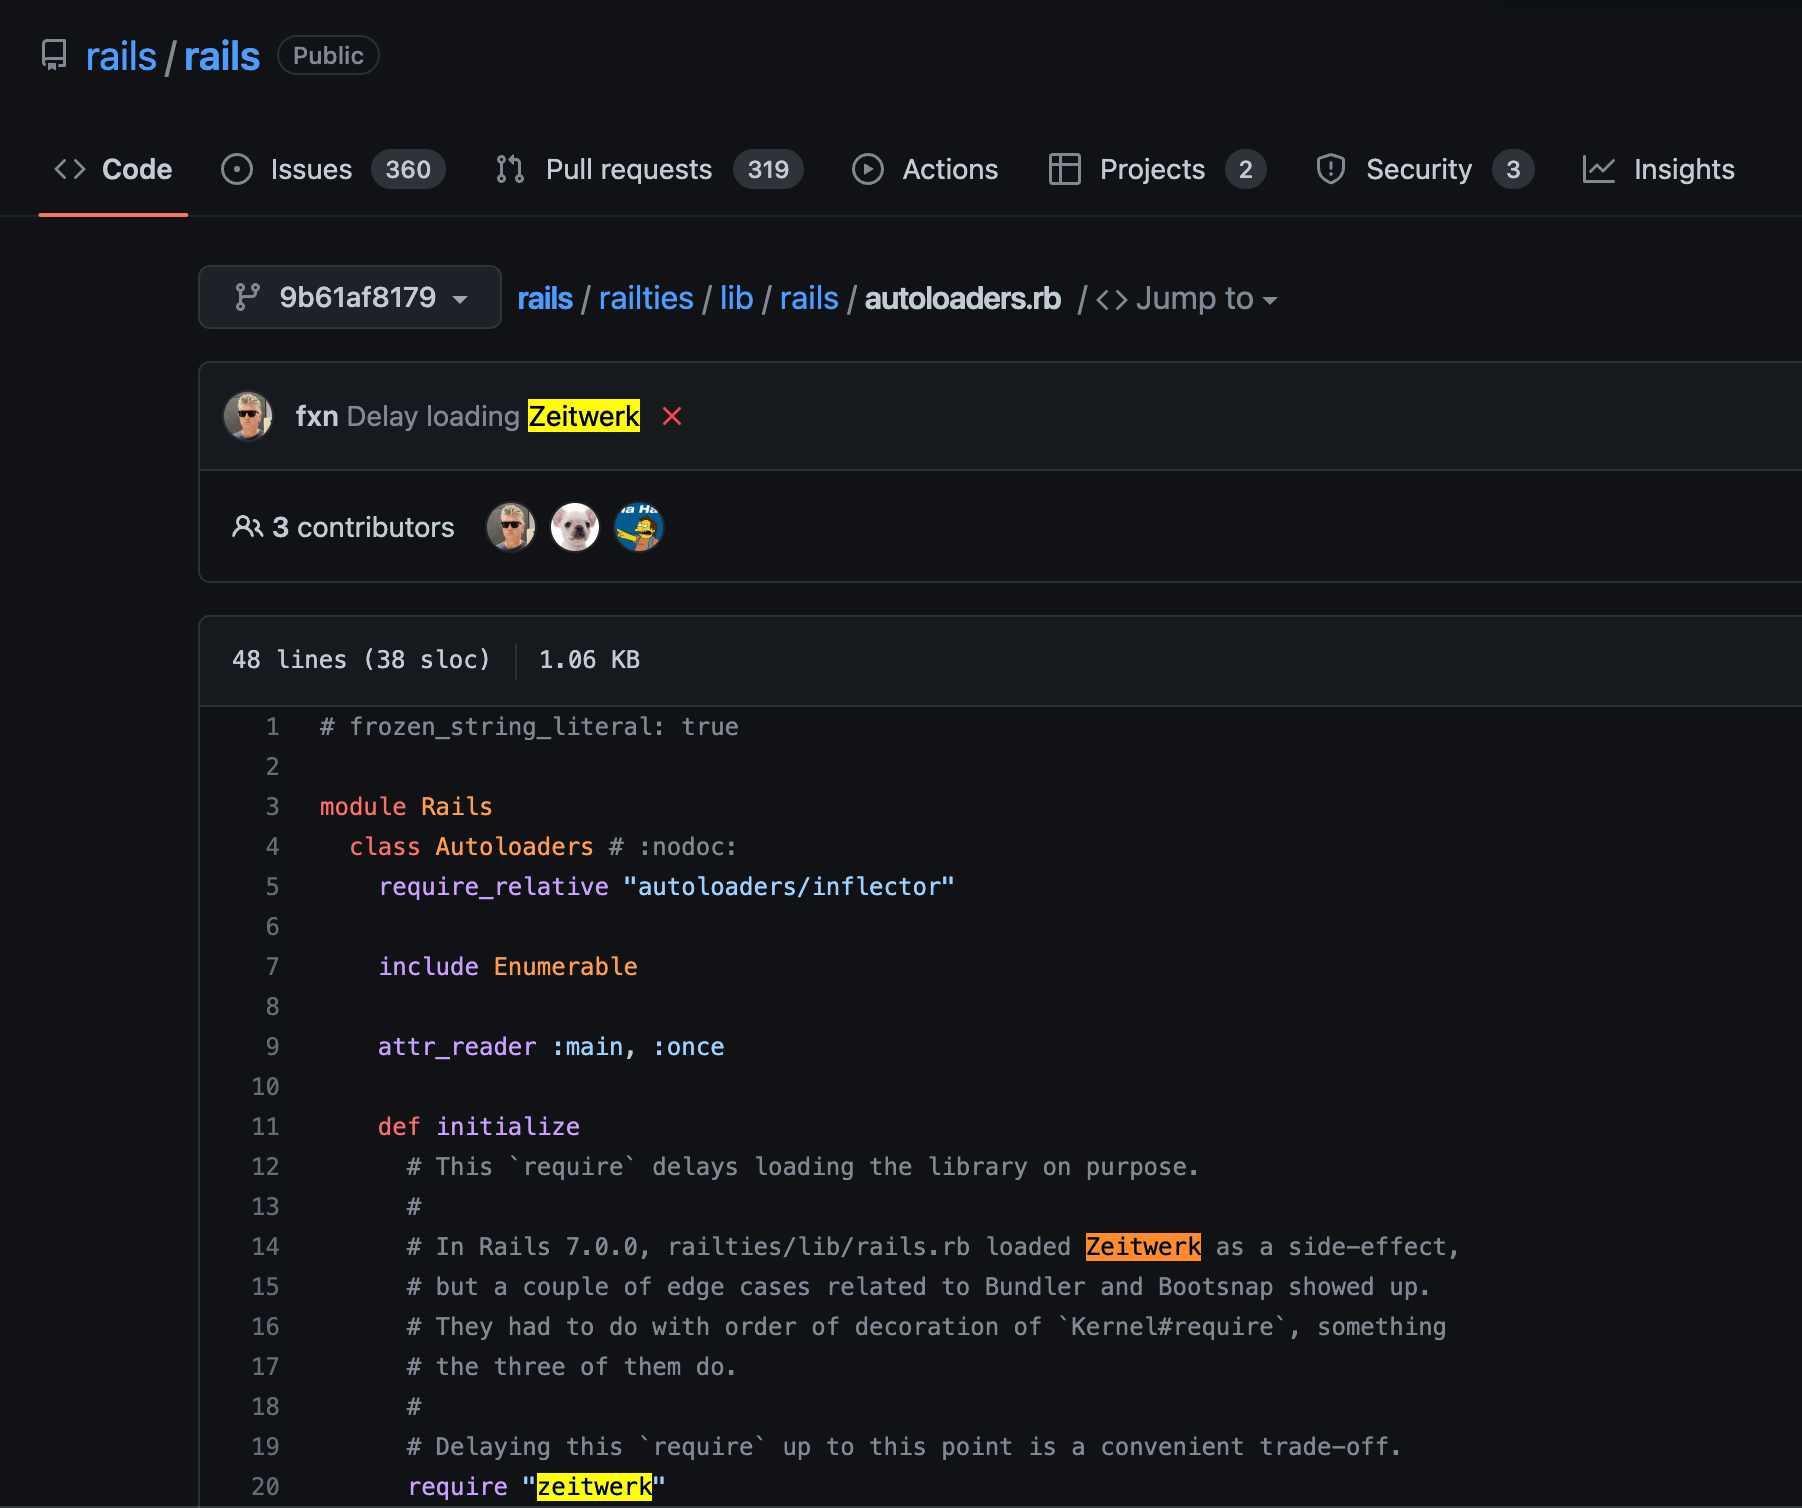 rails / rails Public
Code Issues 360 Pull requests 319 Actions Projects 2 Security 3 Insights
9b61af8179 rails / railties / lib / rails / autoloaders.rb / <> Jump to
fxn Delay loading Zeitwerk
3 contributors
Ha Ha
48 lines (38 sloc) 1.06 KB
1 # frozen_string_literal: true
2
3 module Rails
4 class Autoloaders # :nodoc:
5 require_relative "autoloaders/inflector"
6
7 include Enumerable
8
9 attr_reader :main, :once
10
11 def initialize
12 # This `require` delays loading the library on purpose.
13 #
14 # In Rails 7.0.0, railties/lib/rails.rb loaded Zeitwerk as a side-effect,
15 # but a couple of edge cases related to Bundler and Bootsnap showed up.
16 # They had to do with order of decoration of `Kernel#require`, something
17 # the three of them do.
18 #
19 # Delaying this `require` up to this point is a convenient trade-off.
20 require "zeitwerk"